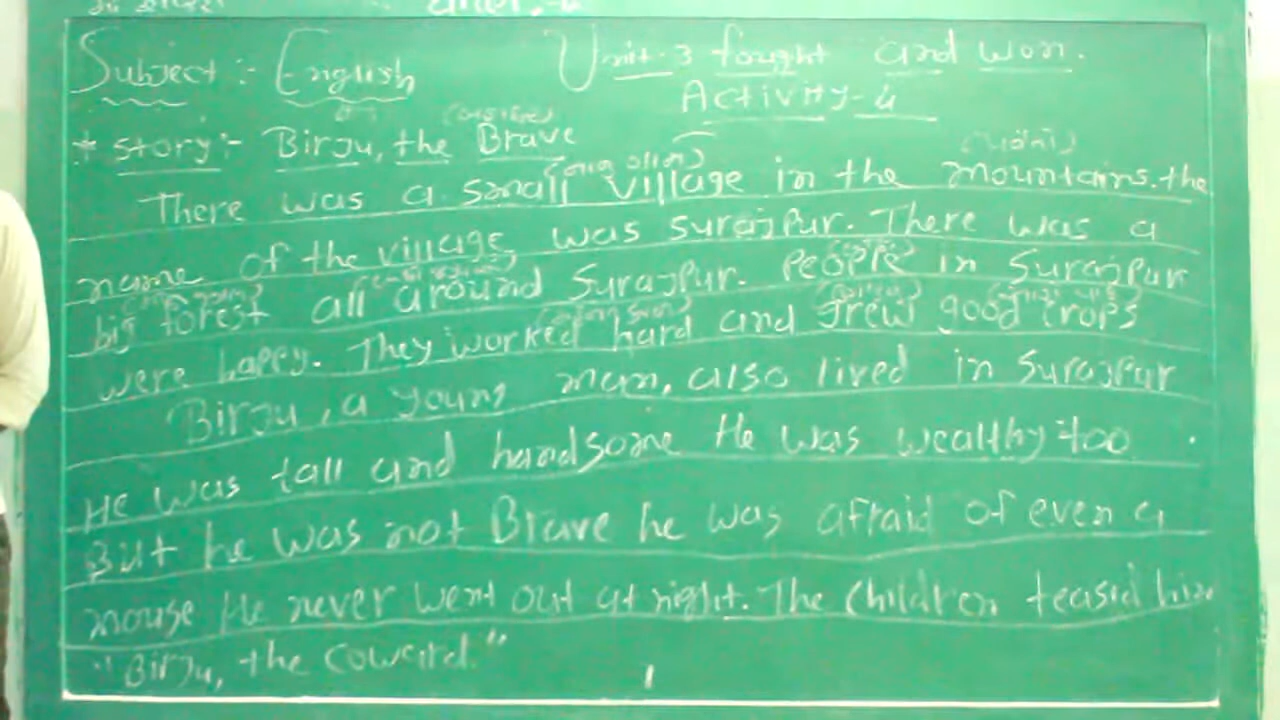 Subject :- English Unit-3 fought and won.
Activity-4
* Story:- Birju, the Brave
There was a small village in the mountains. the
name of the village was surajpur. There was a
big forest all around Surajpur. People in Surajpur
were happy. They worked hard and grew good crops
Birju, a young man, also lived in Surajpur
He was tall and handsome He was wealthy too.
But he was not Brave he was afraid of even a
mouse He never went out at night. The children teased him
"Birju, the coward."